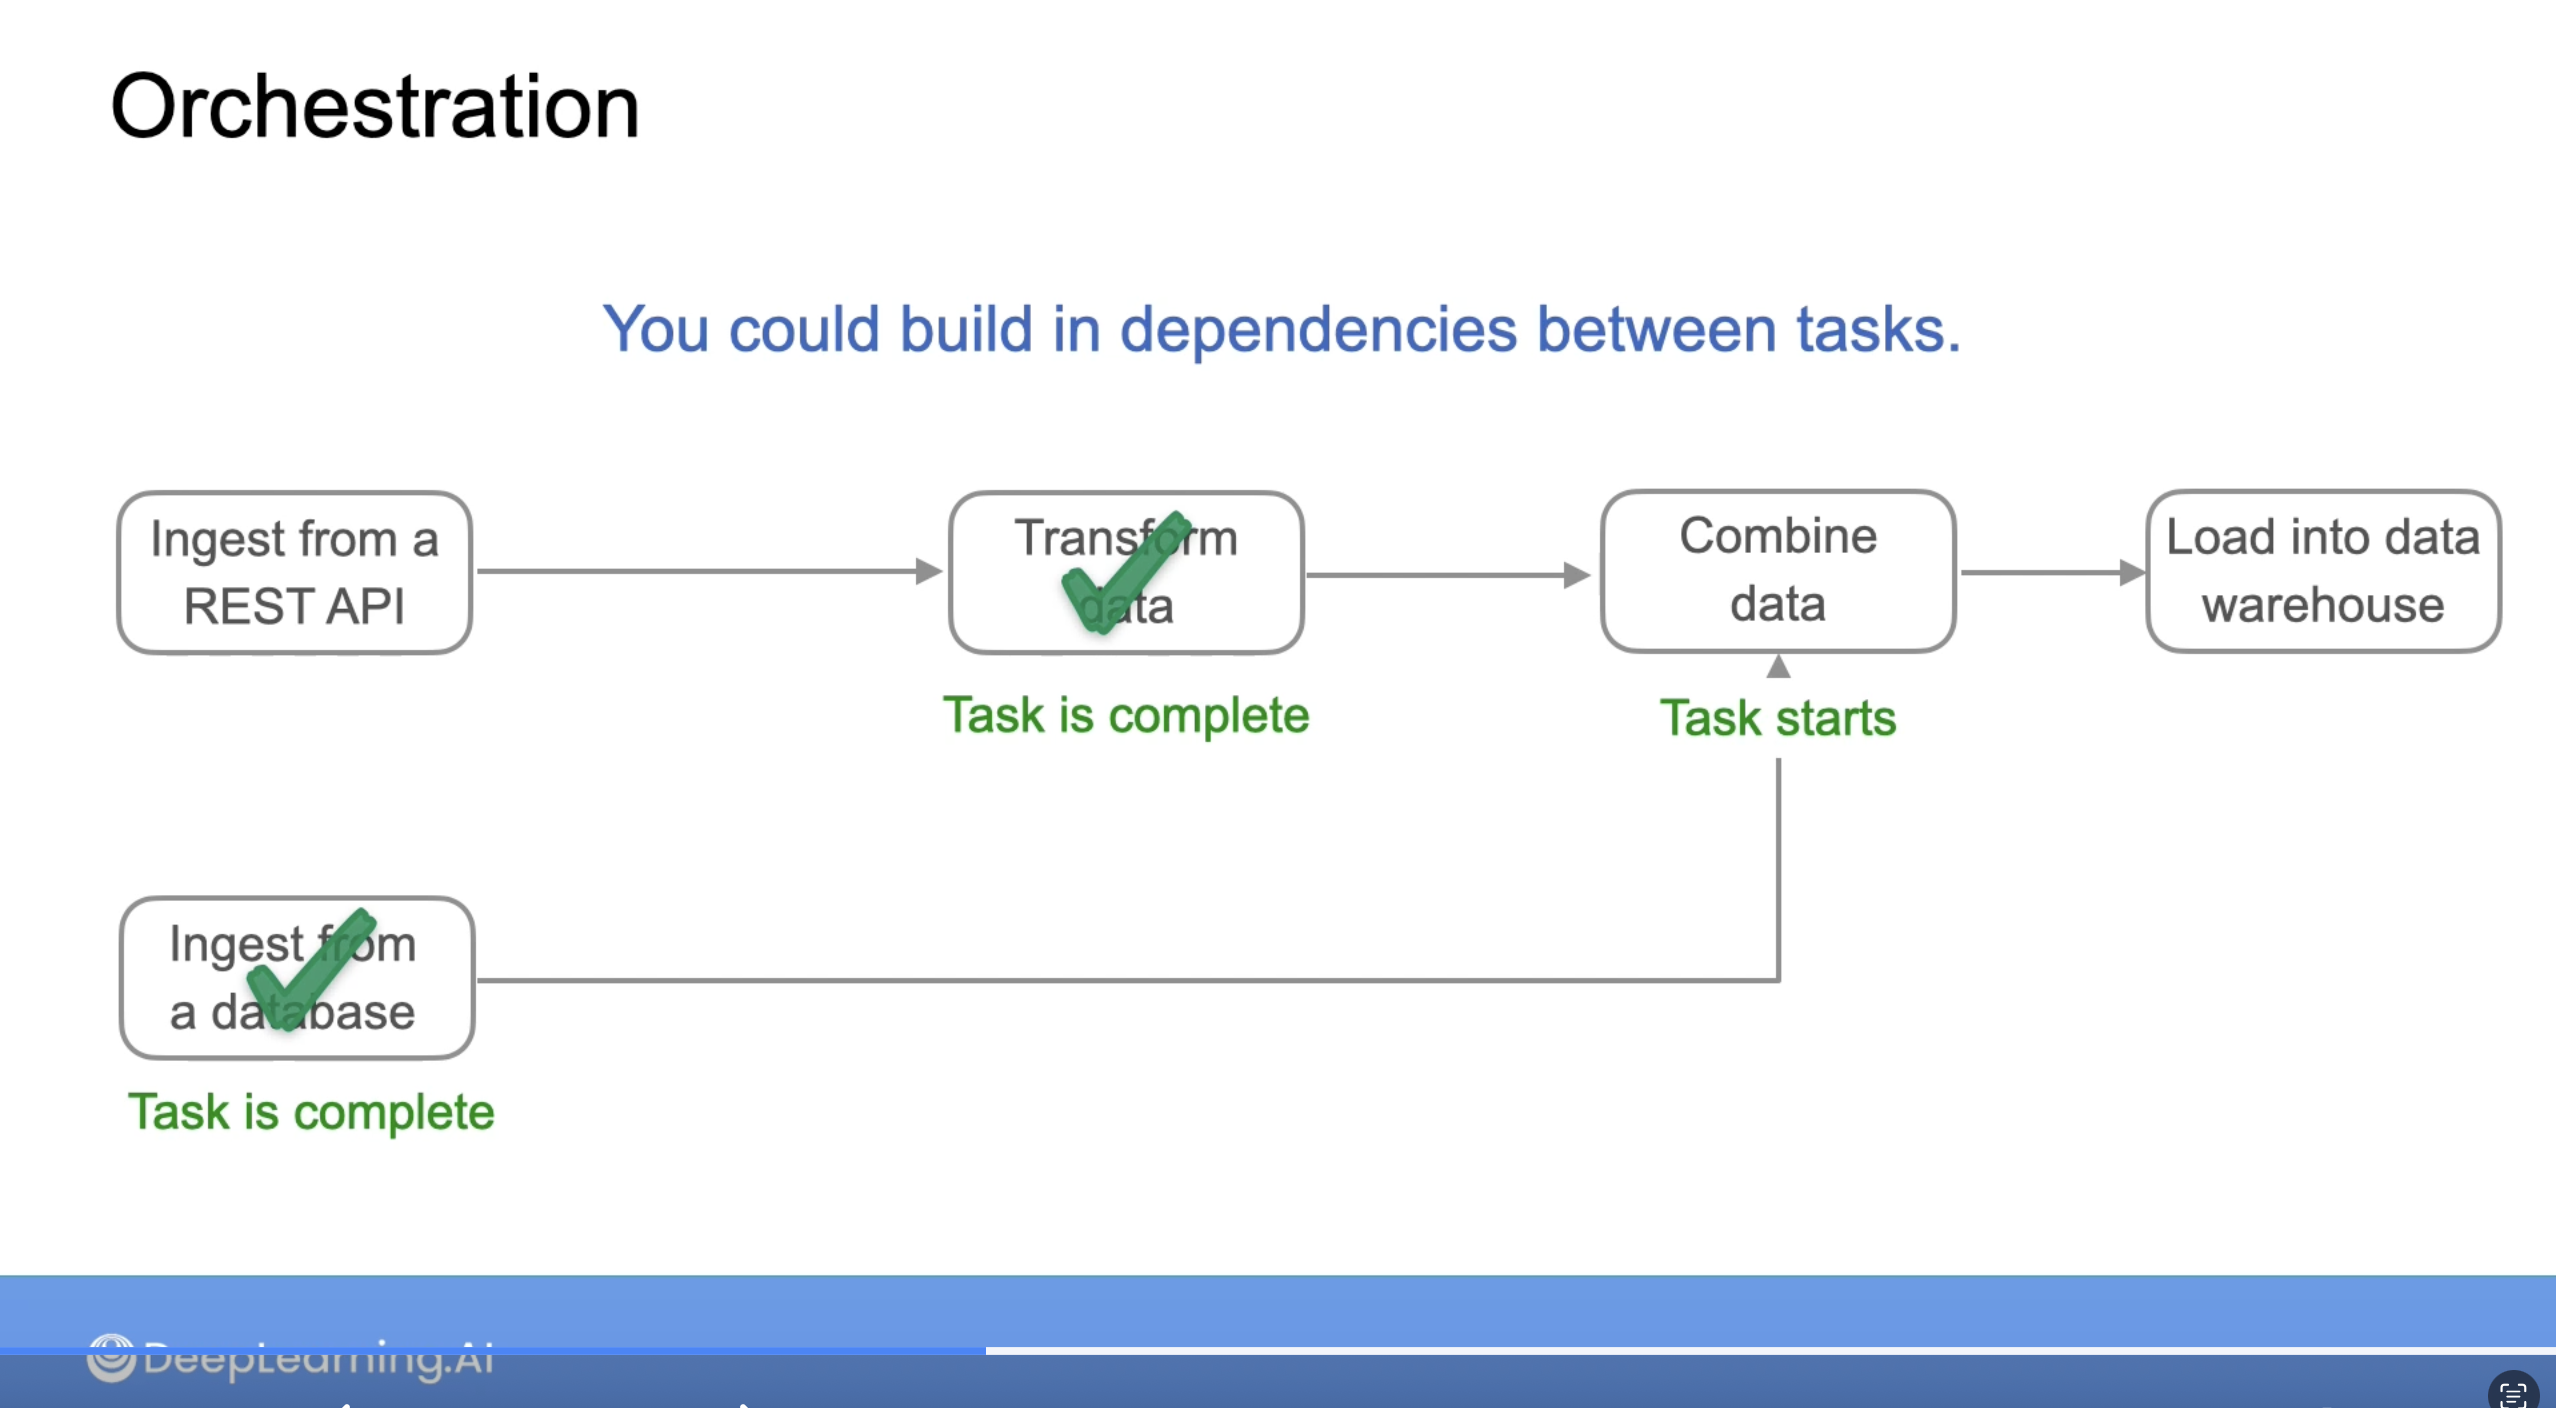 Orchestration
You could build in dependencies between tasks.
Ingest from a
REST API
Transform
data
Combine
data
Load into data
warehouse
Task is complete
Task starts
Ingest from
a database
Task is complete
DeepLearning.AI